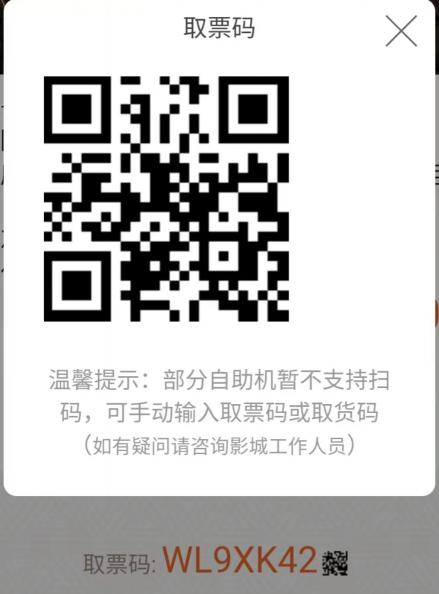 取票码
温馨提示：部分自助机暂不支持扫
码，可手动输入取票码或取货码
（如有疑问请咨询影城工作人员）
取票码: WL9XK42